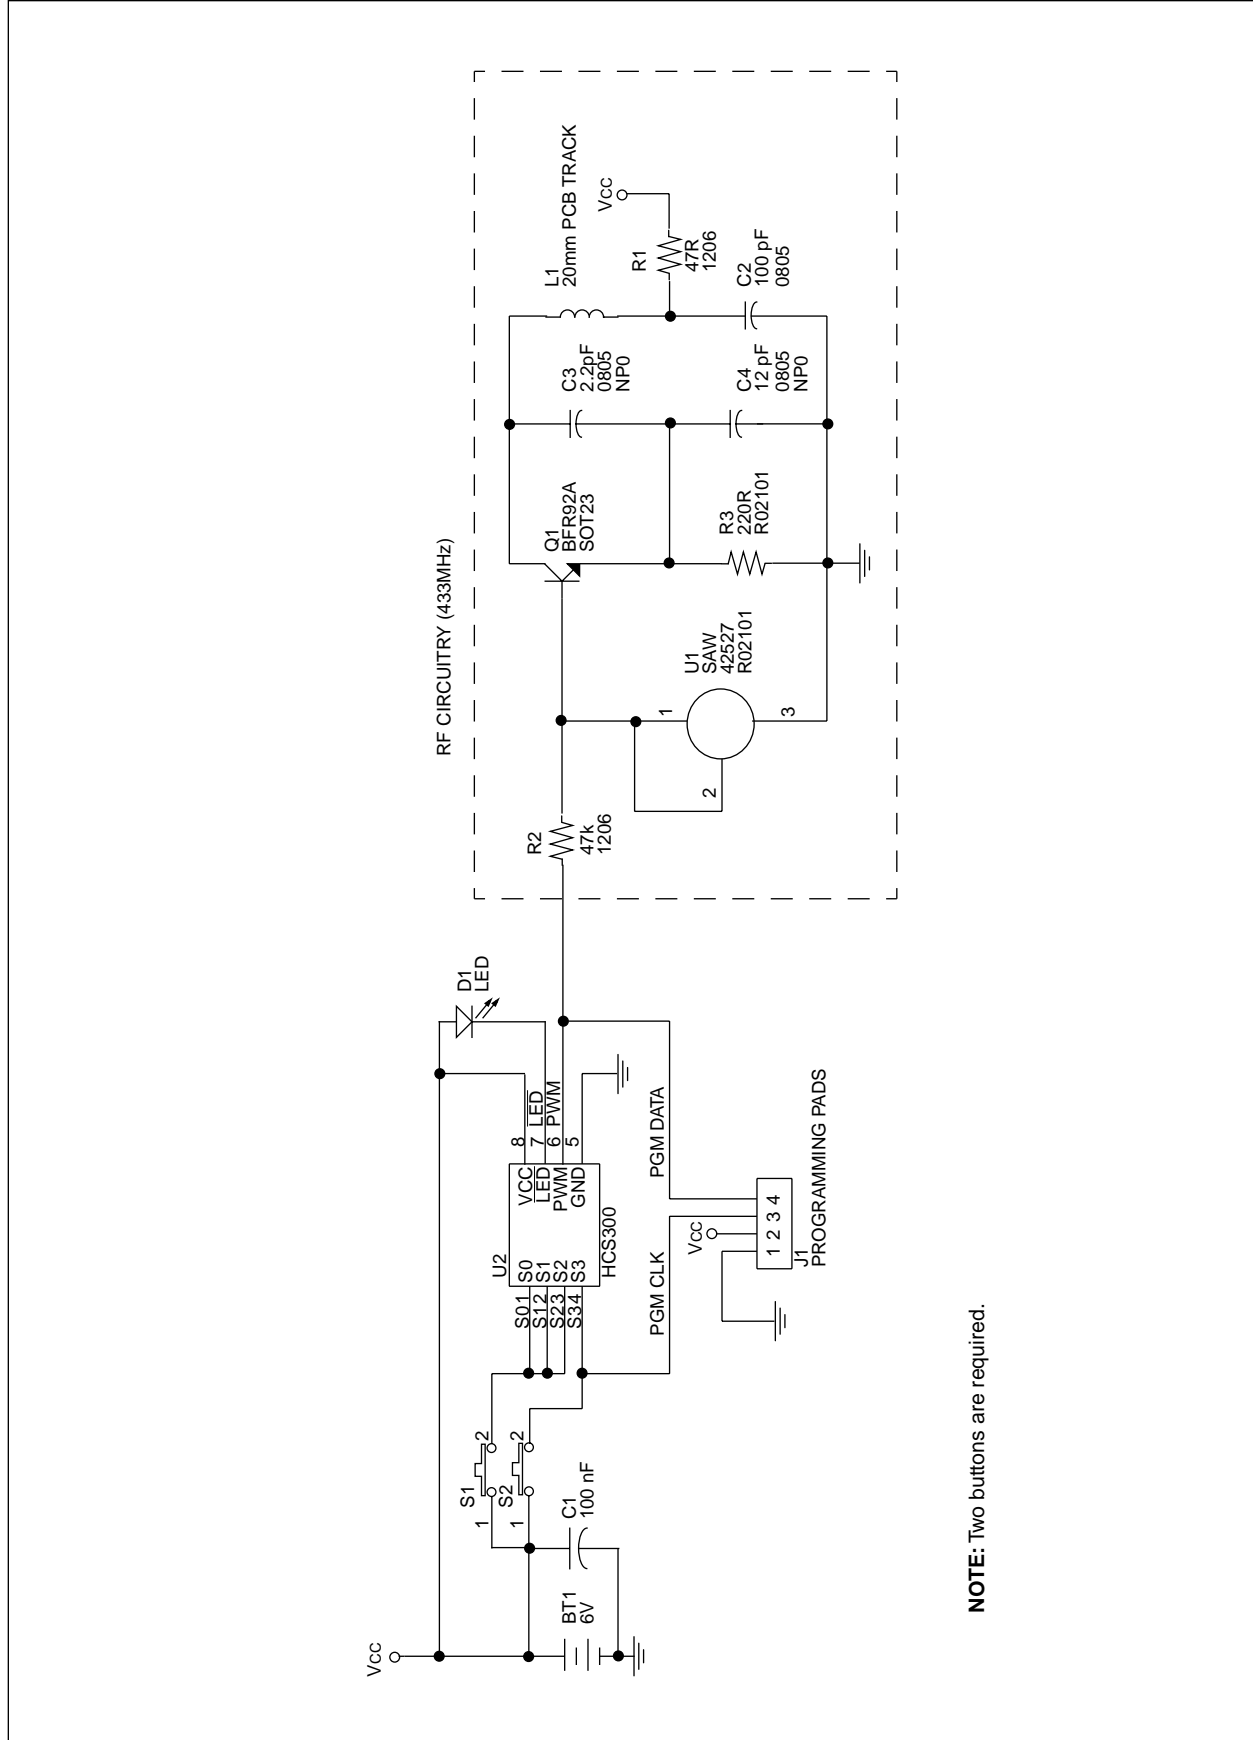 RF CIRCUITRY (433MHz)
VCC
BT1
6V
C1
100 nF
S1
1
2
S2
1
2
U2
S01
S12
S23
S34
S0
S1
S2
S3
VCC
LED
PWM
GND
8
7
6
5
LED
PWM
HCS300
D1
LED
PGM CLK
PGM DATA
VCC
1 2 3 4
J1
PROGRAMMING PADS
R2
47k
1206
1
2
3
U1
SAW
42527
R02101
Q1
BFR92A
SOT23
R3
220R
R02101
C3
2.2pF
0805
NP0
C4
12 pF
0805
NP0
L1
20mm PCB TRACK
R1
47R
1206
VCC
C2
100 pF
0805
NOTE: Two buttons are required.